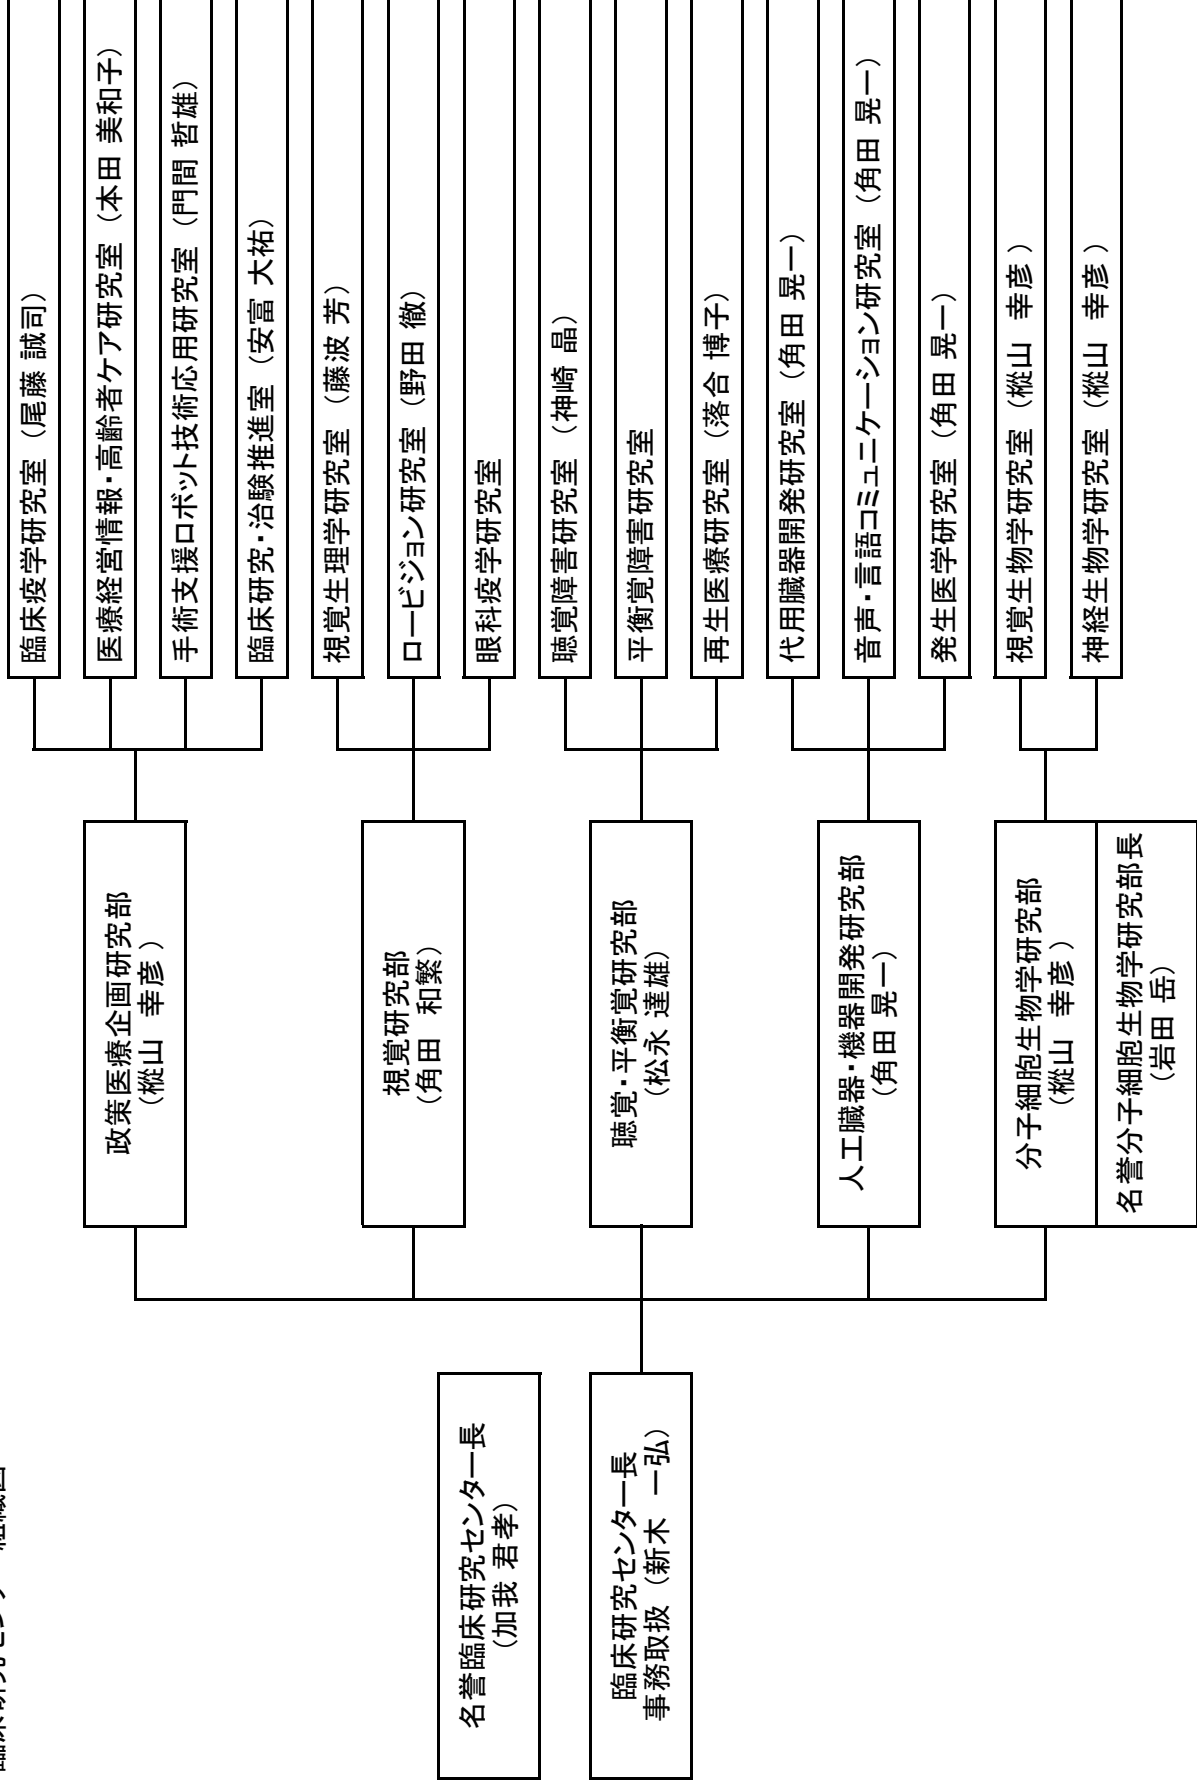 臨床研究センター組織図
名誉臨床研究センター長
（加我 君孝）
臨床研究センター長
事務取扱（新木 一弘）
政策医療企画研究部
（樅山 幸彦 ）
視覚研究部
（角田 和繁）
聴覚・平衡覚研究部
（松永 達雄）
人工臓器・機器開発研究部
（角田 晃一）
分子細胞生物学研究部
（樅山 幸彦 ）
名誉分子細胞生物学研究部長
（岩田 岳）
臨床疫学研究室（尾藤 誠司）
医療経営情報・高齢者ケア研究室（本田 美和子）
手術支援ロボット技術応用研究室（門間 哲雄）
臨床研究・治験推進室（安富 大祐）
視覚生理学研究室（藤波 芳）
ロービジョン研究室（野田 徹）
眼科疫学研究室
聴覚障害研究室（神崎 晶）
平衡覚障害研究室
再生医療研究室（落合 博子）
代用臓器開発研究室（角田 晃一）
音声・言語コミュニケーション研究室（角田 晃一）
発生医学研究室（角田 晃一）
視覚生物学研究室（樅山 幸彦 ）
神経生物学研究室（樅山 幸彦 ）